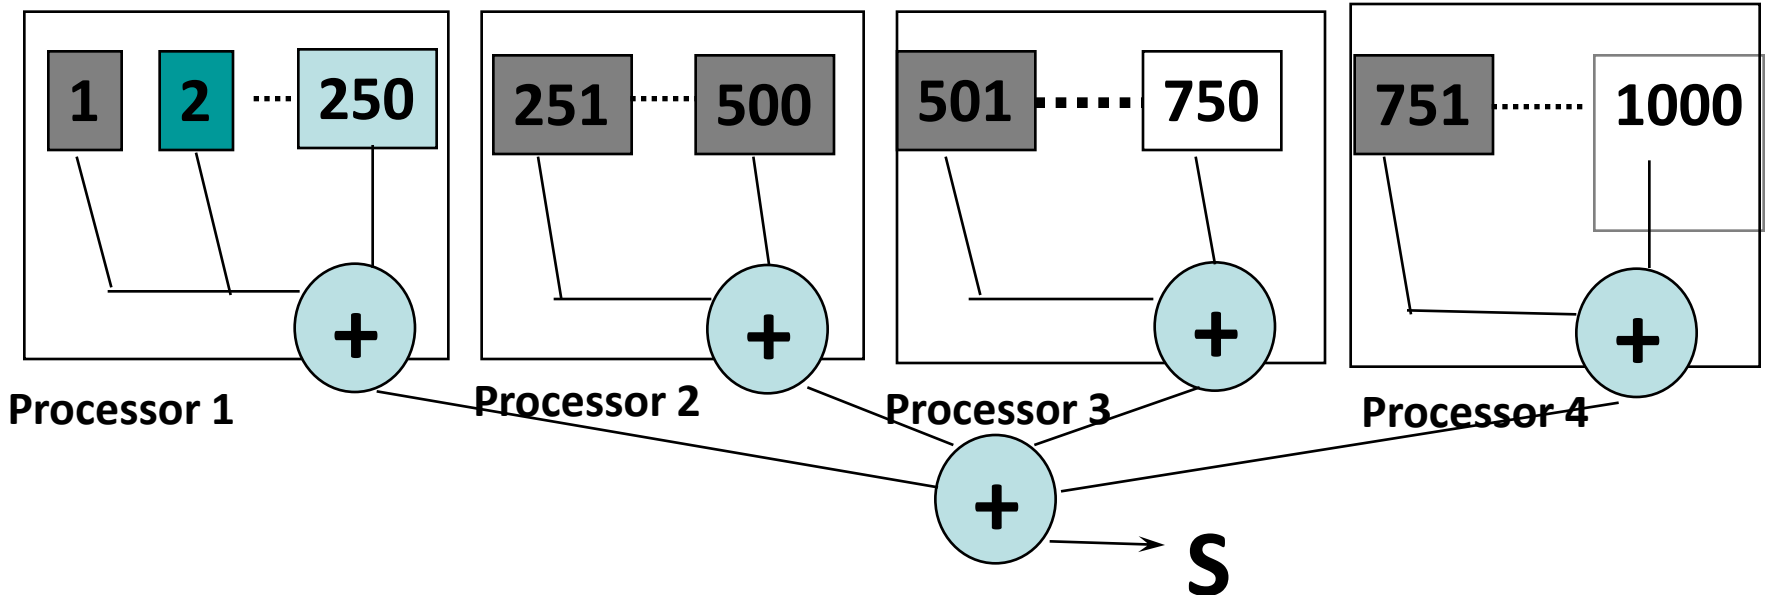 1 2 250 251 500 501 750 751 1000
+ + + +
Processor 1 Processor 2 Processor 3 Processor 4
+
S